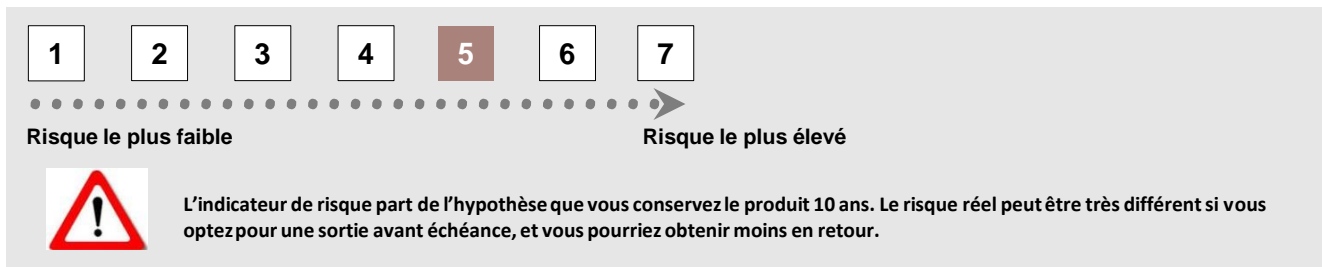 1 2 3 4 5 6 7
Risque le plus faible Risque le plus élevé
L'indicateur de risque part de l'hypothèse que vous conservez le produit 10 ans. Le risque réel peut être très différent si vous
optez pour une sortie avant échéance, et vous pourriez obtenir moins en retour.